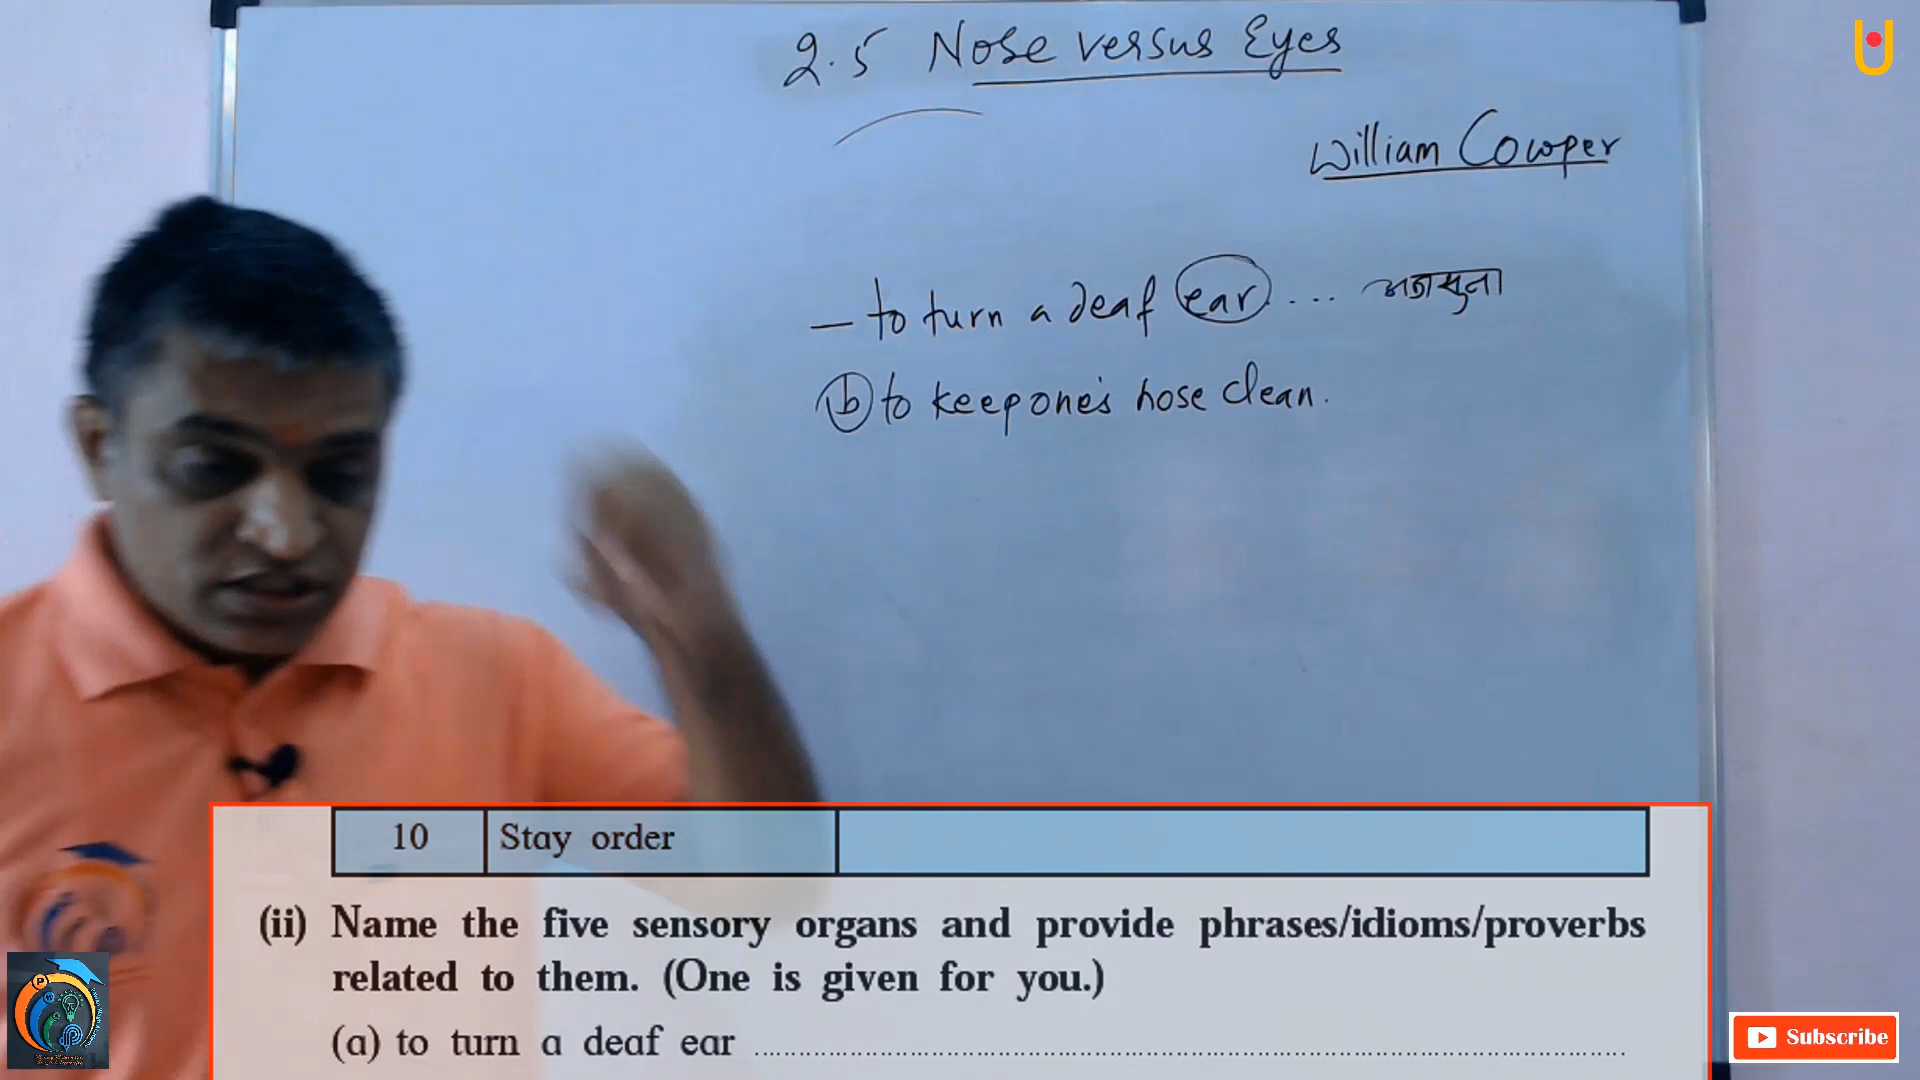 2.5 Nose versus Eyes
William Cowper
— to turn a deaf ear ... अनसुना
(b) to keep one's nose clean.
10 Stay order
(ii) Name the five sensory organs and provide phrases/idioms/proverbs
related to them. (One is given for you.)
(a) to turn a deaf ear ........................................
Subscribe